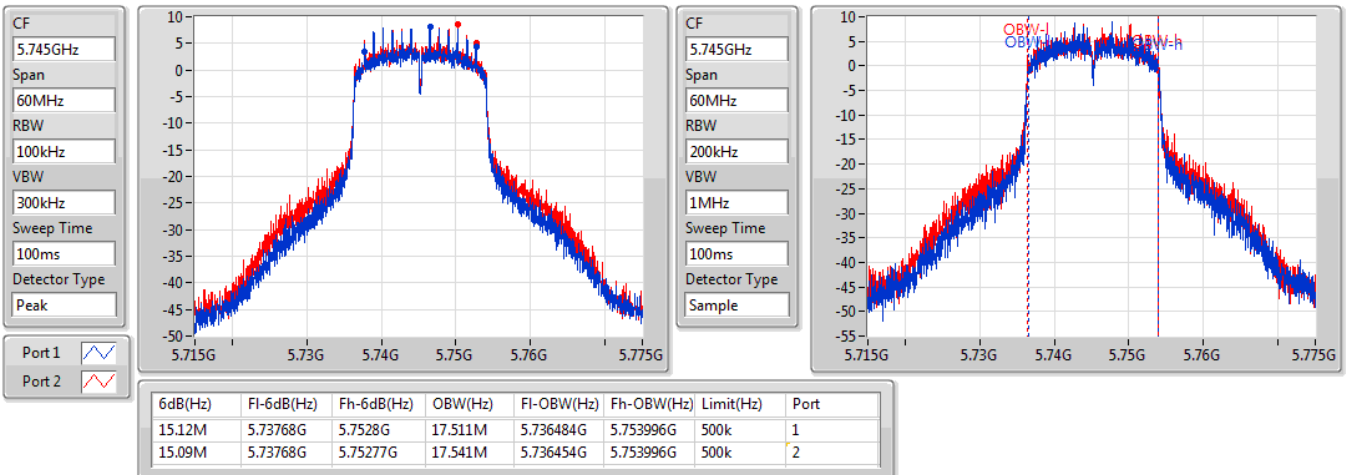 CF
5.745GHz
Span
60MHz
RBW
100kHz
VBW
300kHz
Sweep Time
100ms
Detector Type
Peak
Port 1
Port 2
10
5
0
-5
-10
-15
-20
-25
-30
-35
-40
-45
-50
5.715G 5.73G 5.74G 5.75G 5.76G 5.775G
CF
5.745GHz
Span
60MHz
RBW
200kHz
VBW
1MHz
Sweep Time
100ms
Detector Type
Sample
10
5
0
-5
-10
-15
-20
-25
-30
-35
-40
-45
-50
-55
OBW-l
OBW-h
5.715G 5.73G 5.74G 5.75G 5.76G 5.775G
6dB(Hz) Fl-6dB(Hz) Fh-6dB(Hz) OBW(Hz) Fl-OBW(Hz) Fh-OBW(Hz) Limit(Hz) Port
15.12M 5.73768G 5.7528G 17.511M 5.736484G 5.753996G 500k 1
15.09M 5.73768G 5.75277G 17.541M 5.736454G 5.753996G 500k 2